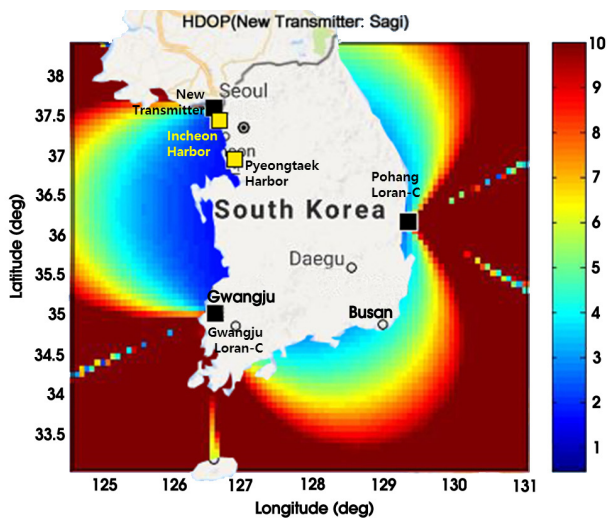 HDOP(New Transmitter: Sagi)
Latitude (deg)
38
37.5
37
36.5
36
35.5
35
34.5
34
33.5
Seoul
New
Transmitter
Incheon
Harbor
Pyeongtaek
Harbor
Pohang
Loran-C
South Korea
Daegu
Gwangju
Gwangju
Loran-C
Busan
125
126
127
128
129
130
131
Longitude (deg)
10
9
8
7
6
5
4
3
2
1